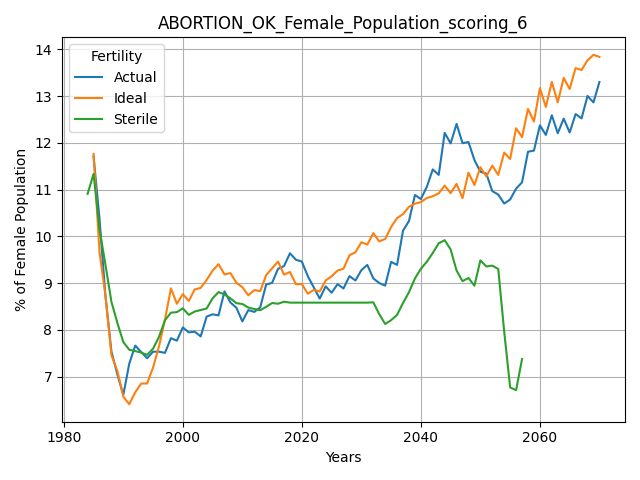 ABORTION_OK_Female_Population_scoring_6
Fertility
Actual
Ideal
Sterile
% of Female Population
14
13
12
11
10
9
8
7
1980
2000
2020
2040
2060
Years